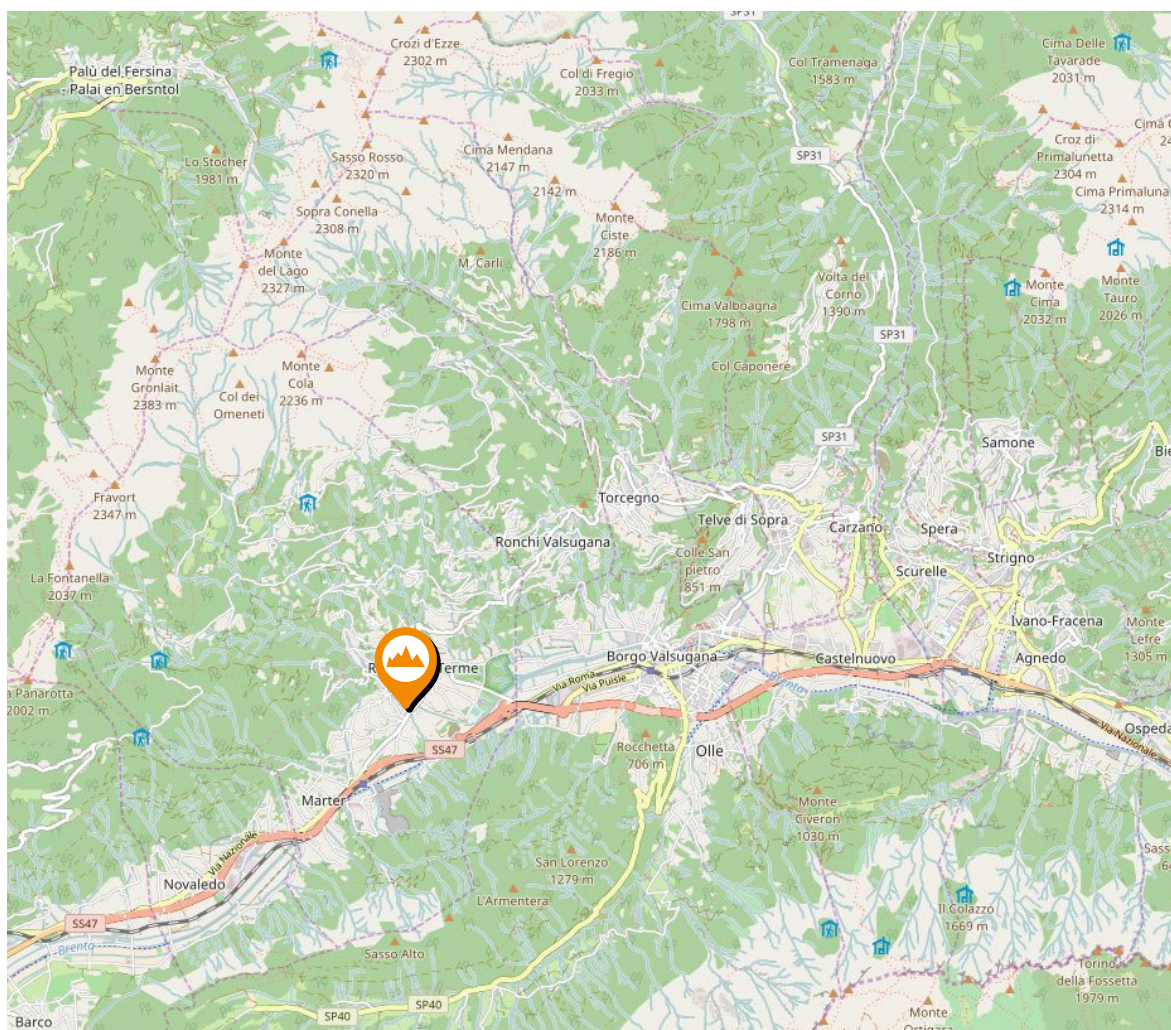 SP31
Crozi d'Ezze
2302 m
Cima Delle
Tavarade
2031 m
Palù del Fersina
Palai en Bersntol
Col di Fregio
2033 m
Col Tramenaga
1583 m
Lo Stocher
1981 m
Sasso Rosso
2320 m
Cima Mendana
2147 m
SP31
Croz di
Primalunetta
2304 m
2142 m
Cima Primaluna
2314 m
Sopra Conella
2308 m
Monte
Ciste
2186 m
Monte
del Lago
2327 m
M. Carli
Volta del
Corno
1390 m
Monte
Cima
2032 m
Monte
Tauro
2026 m
Cima Valboagna
1798 m
SP31
Monte
Gronlait
2383 m
Monte
Cola
2236 m
Col dei
Omeneti
Col Caponere
SP31
Samone
Bie
Fravort
2347 m
Torcegno
Telve di Sopra
Carzano
Spera
Ronchi Valsugana
Colle San
pietro
851 m
Strigno
Scurelle
La Fontanella
2037 m
Ivano-Fracena
Monte
Lefre
1305 m
Terme
Borgo Valsugana
Castelnuovo
Agnedo
a Panarotta
2002 m
Via Roma
Via Puisle
Brenta
Ospeda
Via Nazionale
SS47
Rocchetta
706 m
Olle
Marter
Monte
Civeron
1030 m
Via Nazionale
San Lorenzo
1279 m
Novaledo
L'Armentera
Il Colazzo
1669 m
SS47
Brenta
Sasso Alto
Torino
della Fossetta
1979 m
SP40
SP40
Barco
Monte
Ortigara